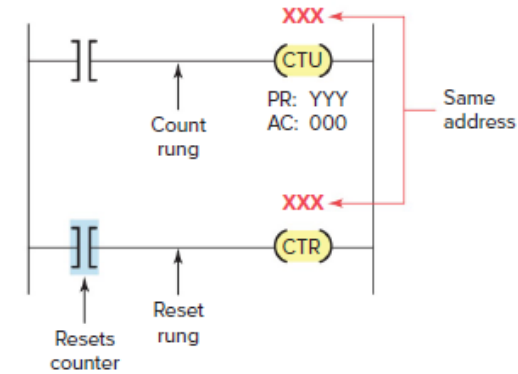 XXX
CTU
PR: YYY
AC: 000
Same
address
Count
rung
XXX
CTR
Reset
rung
Resets
counter